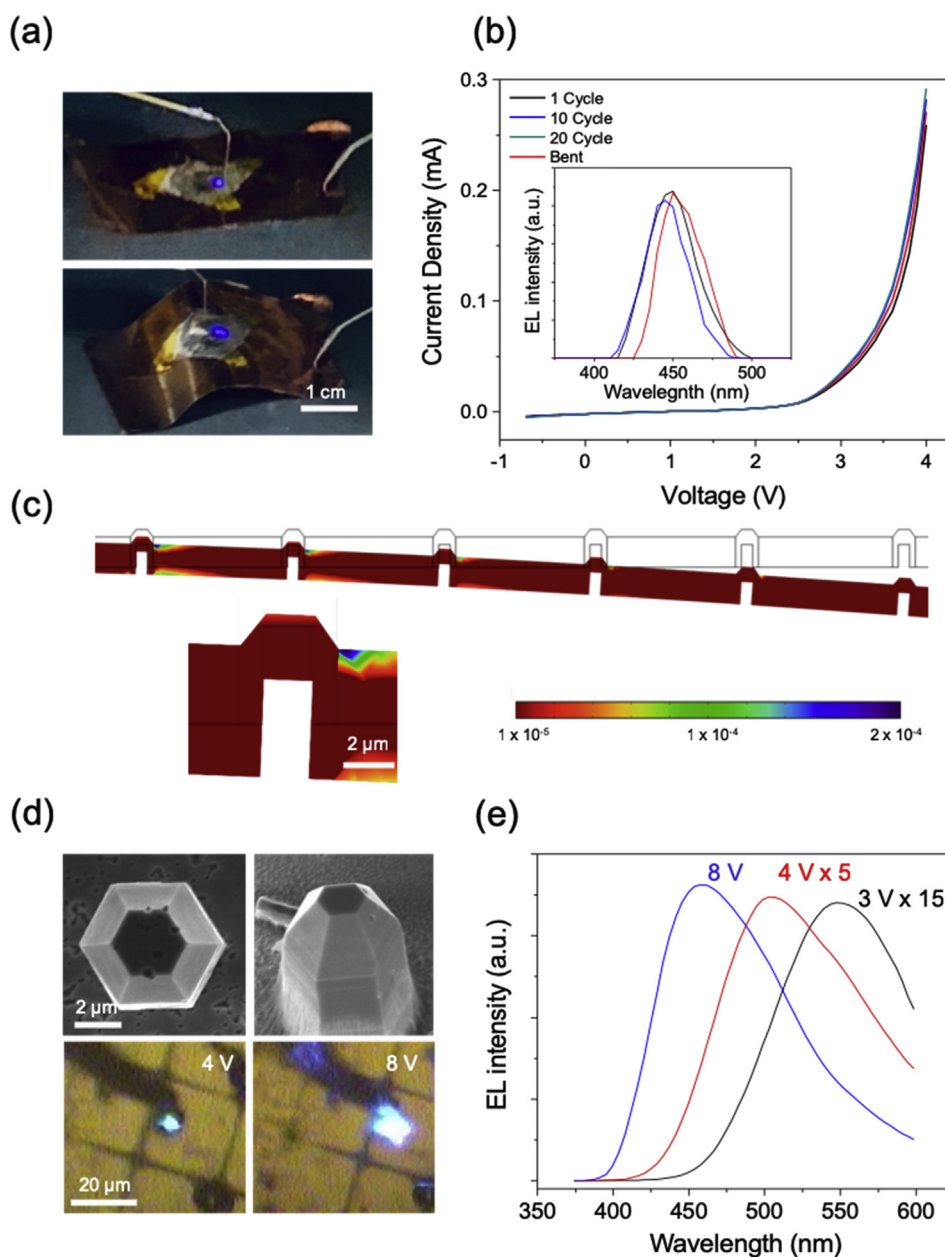 (a)
1 cm
(b)
0.3
0.2
0.1
0.0
Current Density (mA)
1 Cycle
10 Cycle
20 Cycle
Bent
EL intensity (a.u.)
400 450 500
Wavelegnth (nm)
-1 0 1 2 3 4
Voltage (V)
(c)
2 µm
1 x 10⁻⁵ 1 x 10⁻⁴ 2 x 10⁻⁴
(d)
2 µm
4 V
8 V
20 µm
(e)
8 V
4 V x 5
3 V x 15
EL intensity (a.u.)
350 400 450 500 550 600
Wavelength (nm)